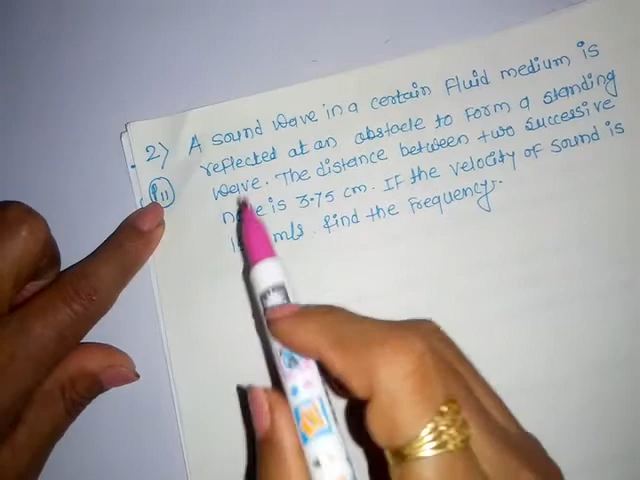 2) A sound wave in a certain fluid medium is
reflected at an obstacle to form a standing
wave. The distance between two successive
is 3.75 cm. If the velocity of sound is
m/s. find the frequency.